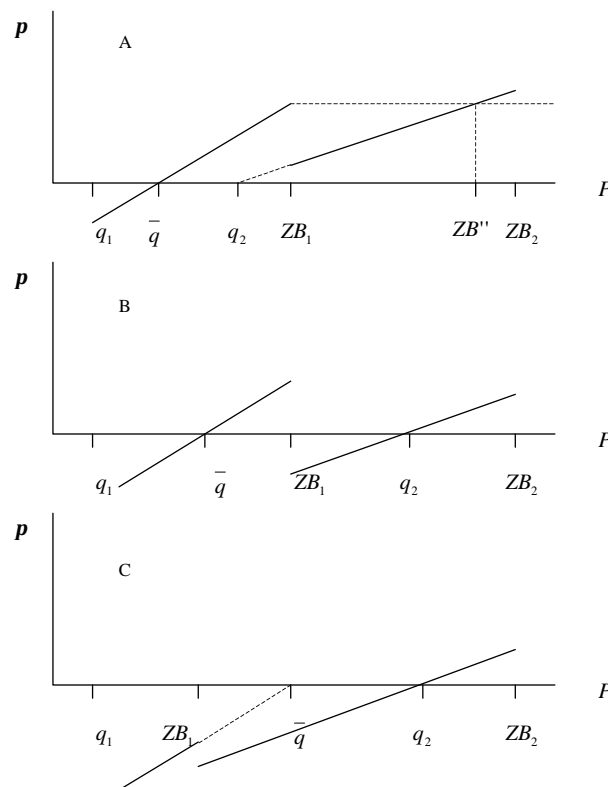 p
A
P
q₁ q̄ q₂ ZB₁ ZB'' ZB₂
p
B
P
q₁ q̄ ZB₁ q₂ ZB₂
p
C
P
q₁ ZB₁ q̄ q₂ ZB₂